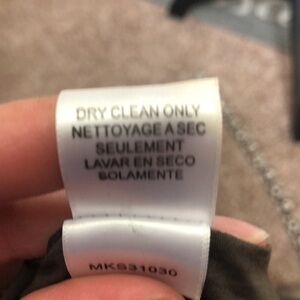 DRY CLEAN ONLY
NETTOYAGE A SEC
SEULEMENT
LAVAR EN SECO
SOLAMENTE
MKS31030